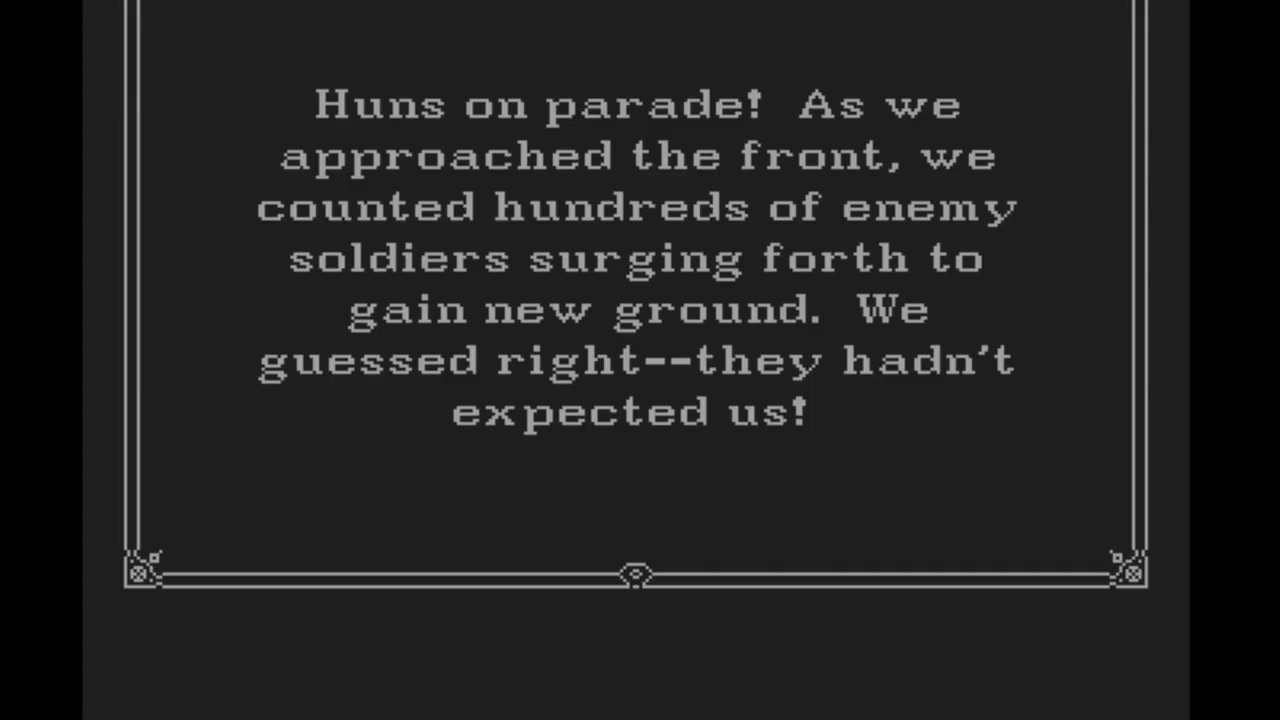 Huns on parade!  As we
approached the front, we
counted hundreds of enemy
soldiers surging forth to
gain new ground.  We
guessed right--they hadn't
expected us!